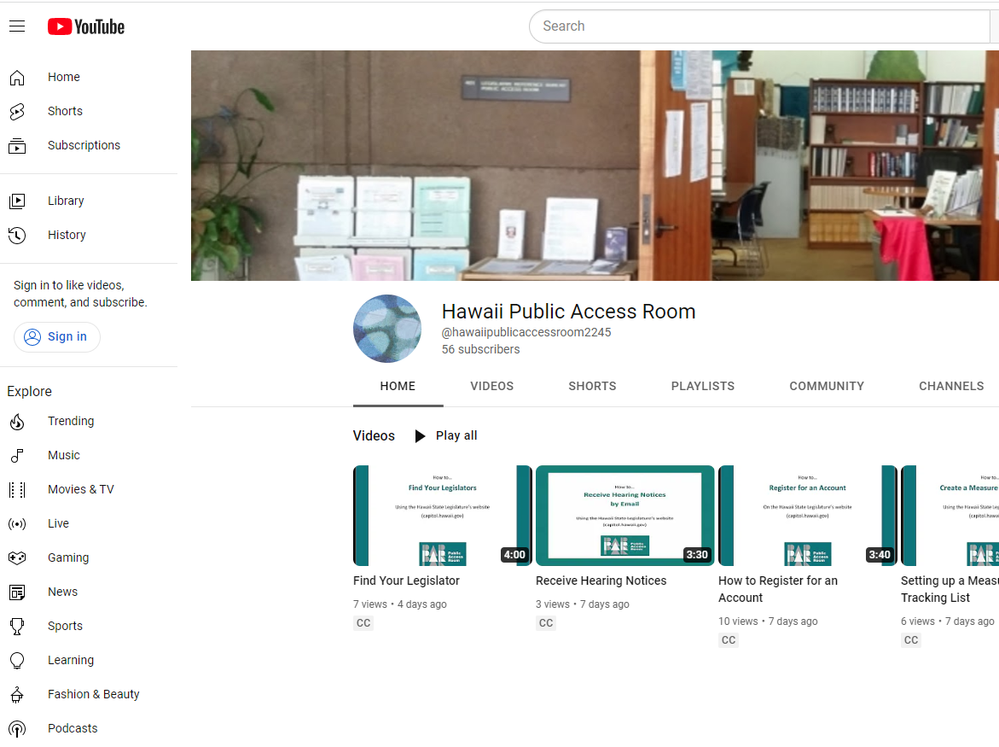 YouTube
Search
Home
Shorts
Subscriptions
Library
History
Sign in to like videos,
comment, and subscribe.
Sign in
Explore
Trending
Music
Movies & TV
Live
Gaming
News
Sports
Learning
Fashion & Beauty
Podcasts
LEGISLATIVE REFERENCE BUREAU
PUBLIC ACCESS ROOM
Hawaii Public Access Room
@hawaiipublicaccessroom2245
56 subscribers
HOME
VIDEOS
SHORTS
PLAYLISTS
COMMUNITY
CHANNELS
Videos
Play all
How to...
Find Your Legislators
Using the Hawaii State Legislature's website
(capitol.hawaii.gov)
PAR Public
Access
Room
4:00
Find Your Legislator
7 views • 4 days ago
CC
How to...
Receive Hearing Notices
by Email
Using the Hawaii State Legislature's website
(capitol.hawaii.gov)
PAR Public
Access
Room
3:30
Receive Hearing Notices
3 views • 7 days ago
CC
How to...
Register for an Account
On the Hawaii State Legislature's website
(capitol.hawaii.gov)
PAR Public
Access
Room
3:40
How to Register for an
Account
10 views • 7 days ago
CC
How to...
Create a Measure
Using the Hawaii State Leg
(capitol.ha
PAR
Setting up a Measu
Tracking List
6 views • 7 days ago
CC